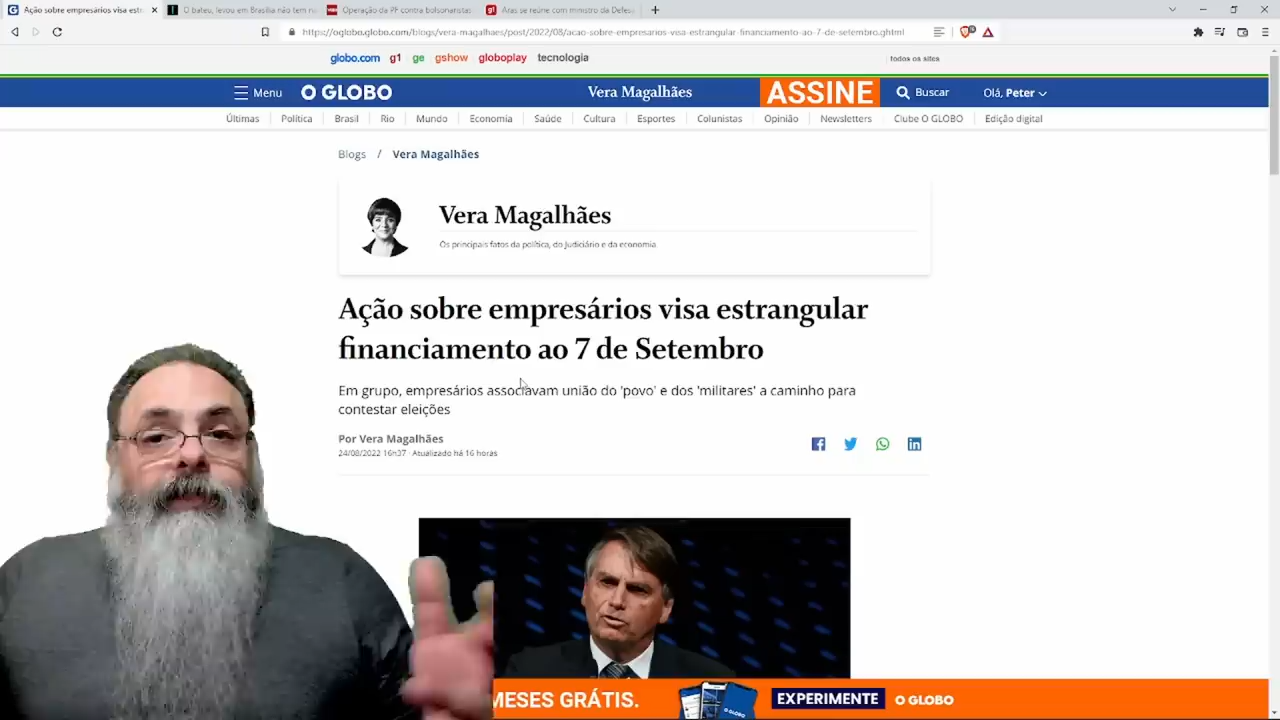 Ação sobre empresários visa estr
O bateu, levou em Brasília não tem n
Operação da PF contra bolsonaristas
Aras se reúne com ministro da Defes
https://oglobo.globo.com/blogs/vera-magalhaes/post/2022/08/acao-sobre-empresarios-visa-estrangular-financiamento-ao-7-de-setembro.ghtml
globo.com g1 ge gshow globoplay tecnologia
todos os sites
Menu O GLOBO Vera Magalhães ASSINE Buscar Olá, Peter
Últimas Política Brasil Rio Mundo Economia Saúde Cultura Esportes Colunistas Opinião Newsletters Clube O GLOBO Edição digital
Blogs / Vera Magalhães
Vera Magalhães
Os principais fatos da política, do Judiciário e da economia.
Ação sobre empresários visa estrangular
financiamento ao 7 de Setembro
Em grupo, empresários associavam união do 'povo' e dos 'militares' a caminho para
contestar eleições
Por Vera Magalhães
24/08/2022 16h37 · Atualizado há 16 horas
MESES GRÁTIS. EXPERIMENTE O GLOBO